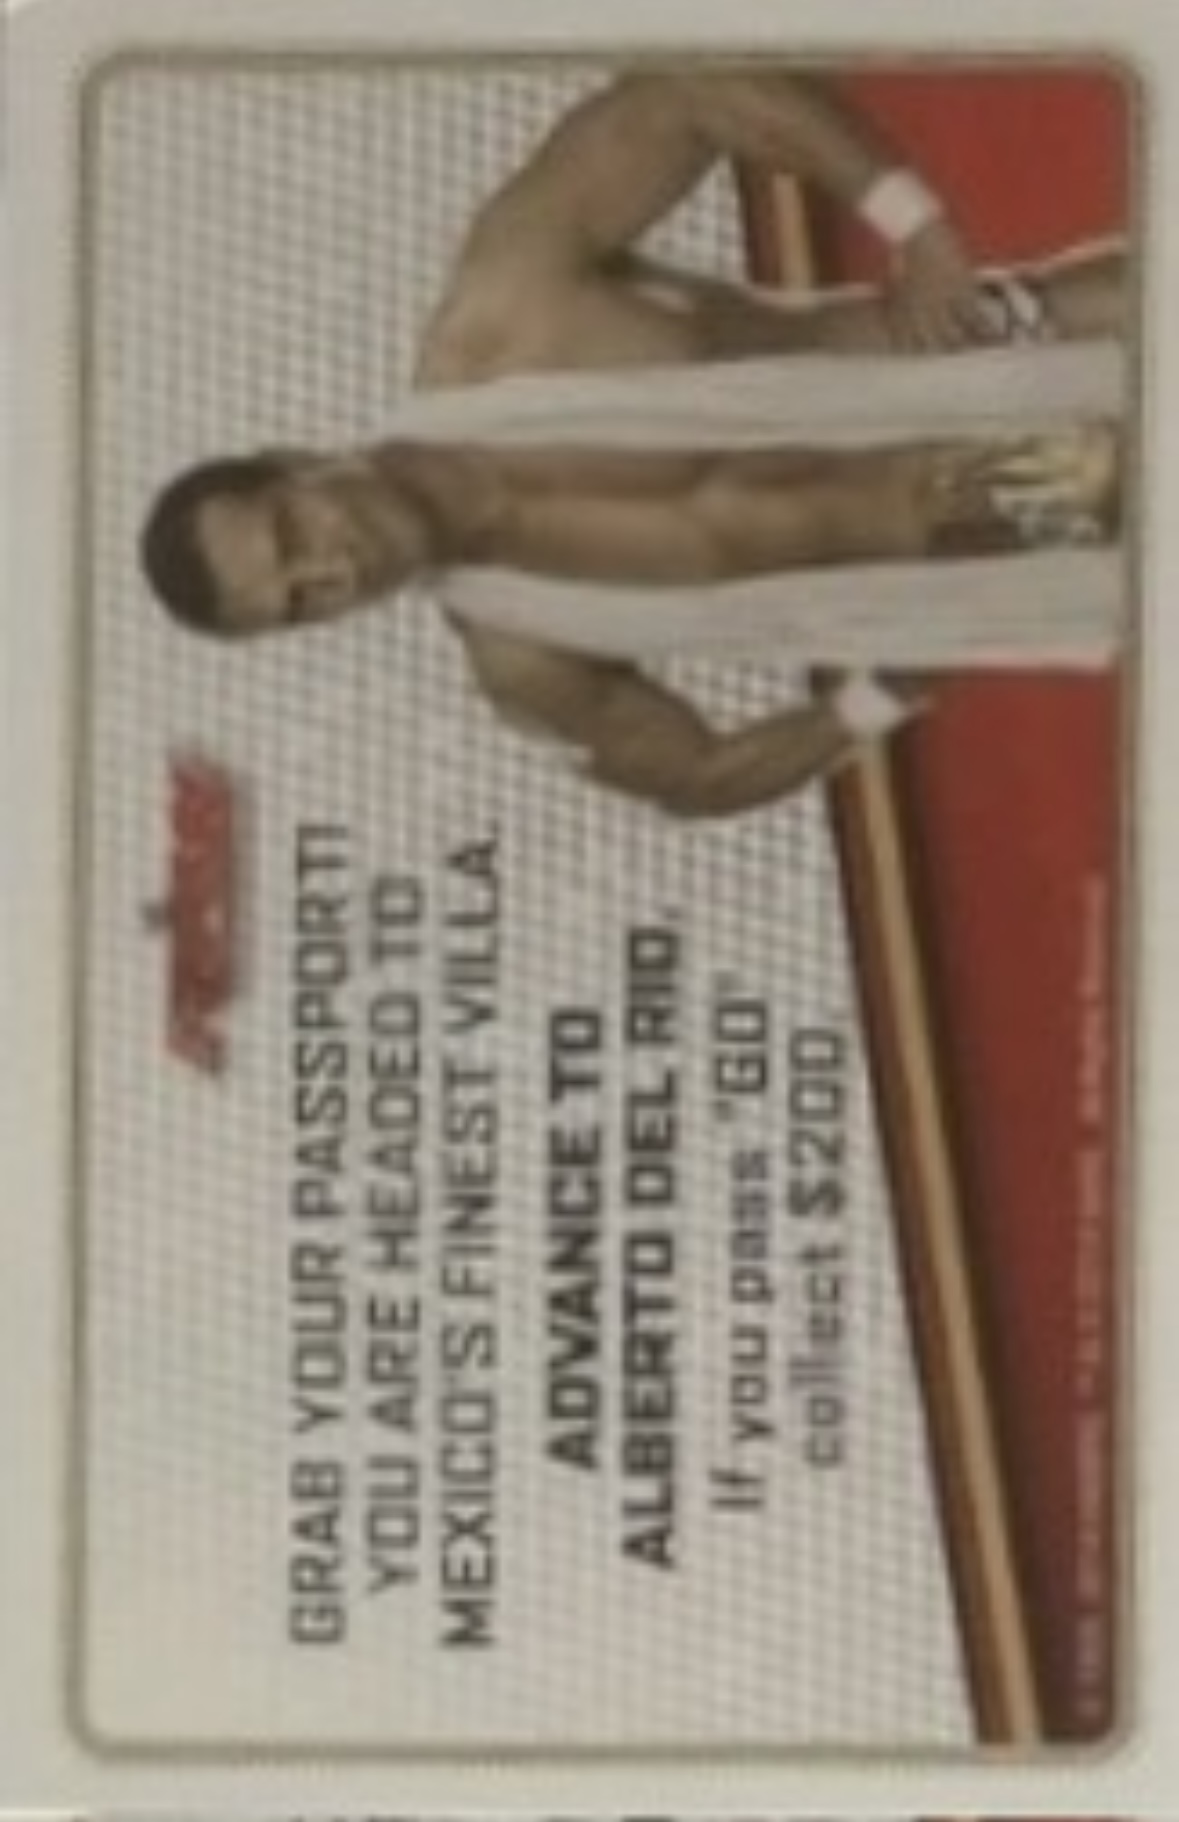 RAW
GRAB YOUR PASSPORT!
YOU ARE HEADED TO
MEXICO'S FINEST VILLA.
ADVANCE TO
ALBERTO DEL RIO.
If you pass "GO"
collect $200.